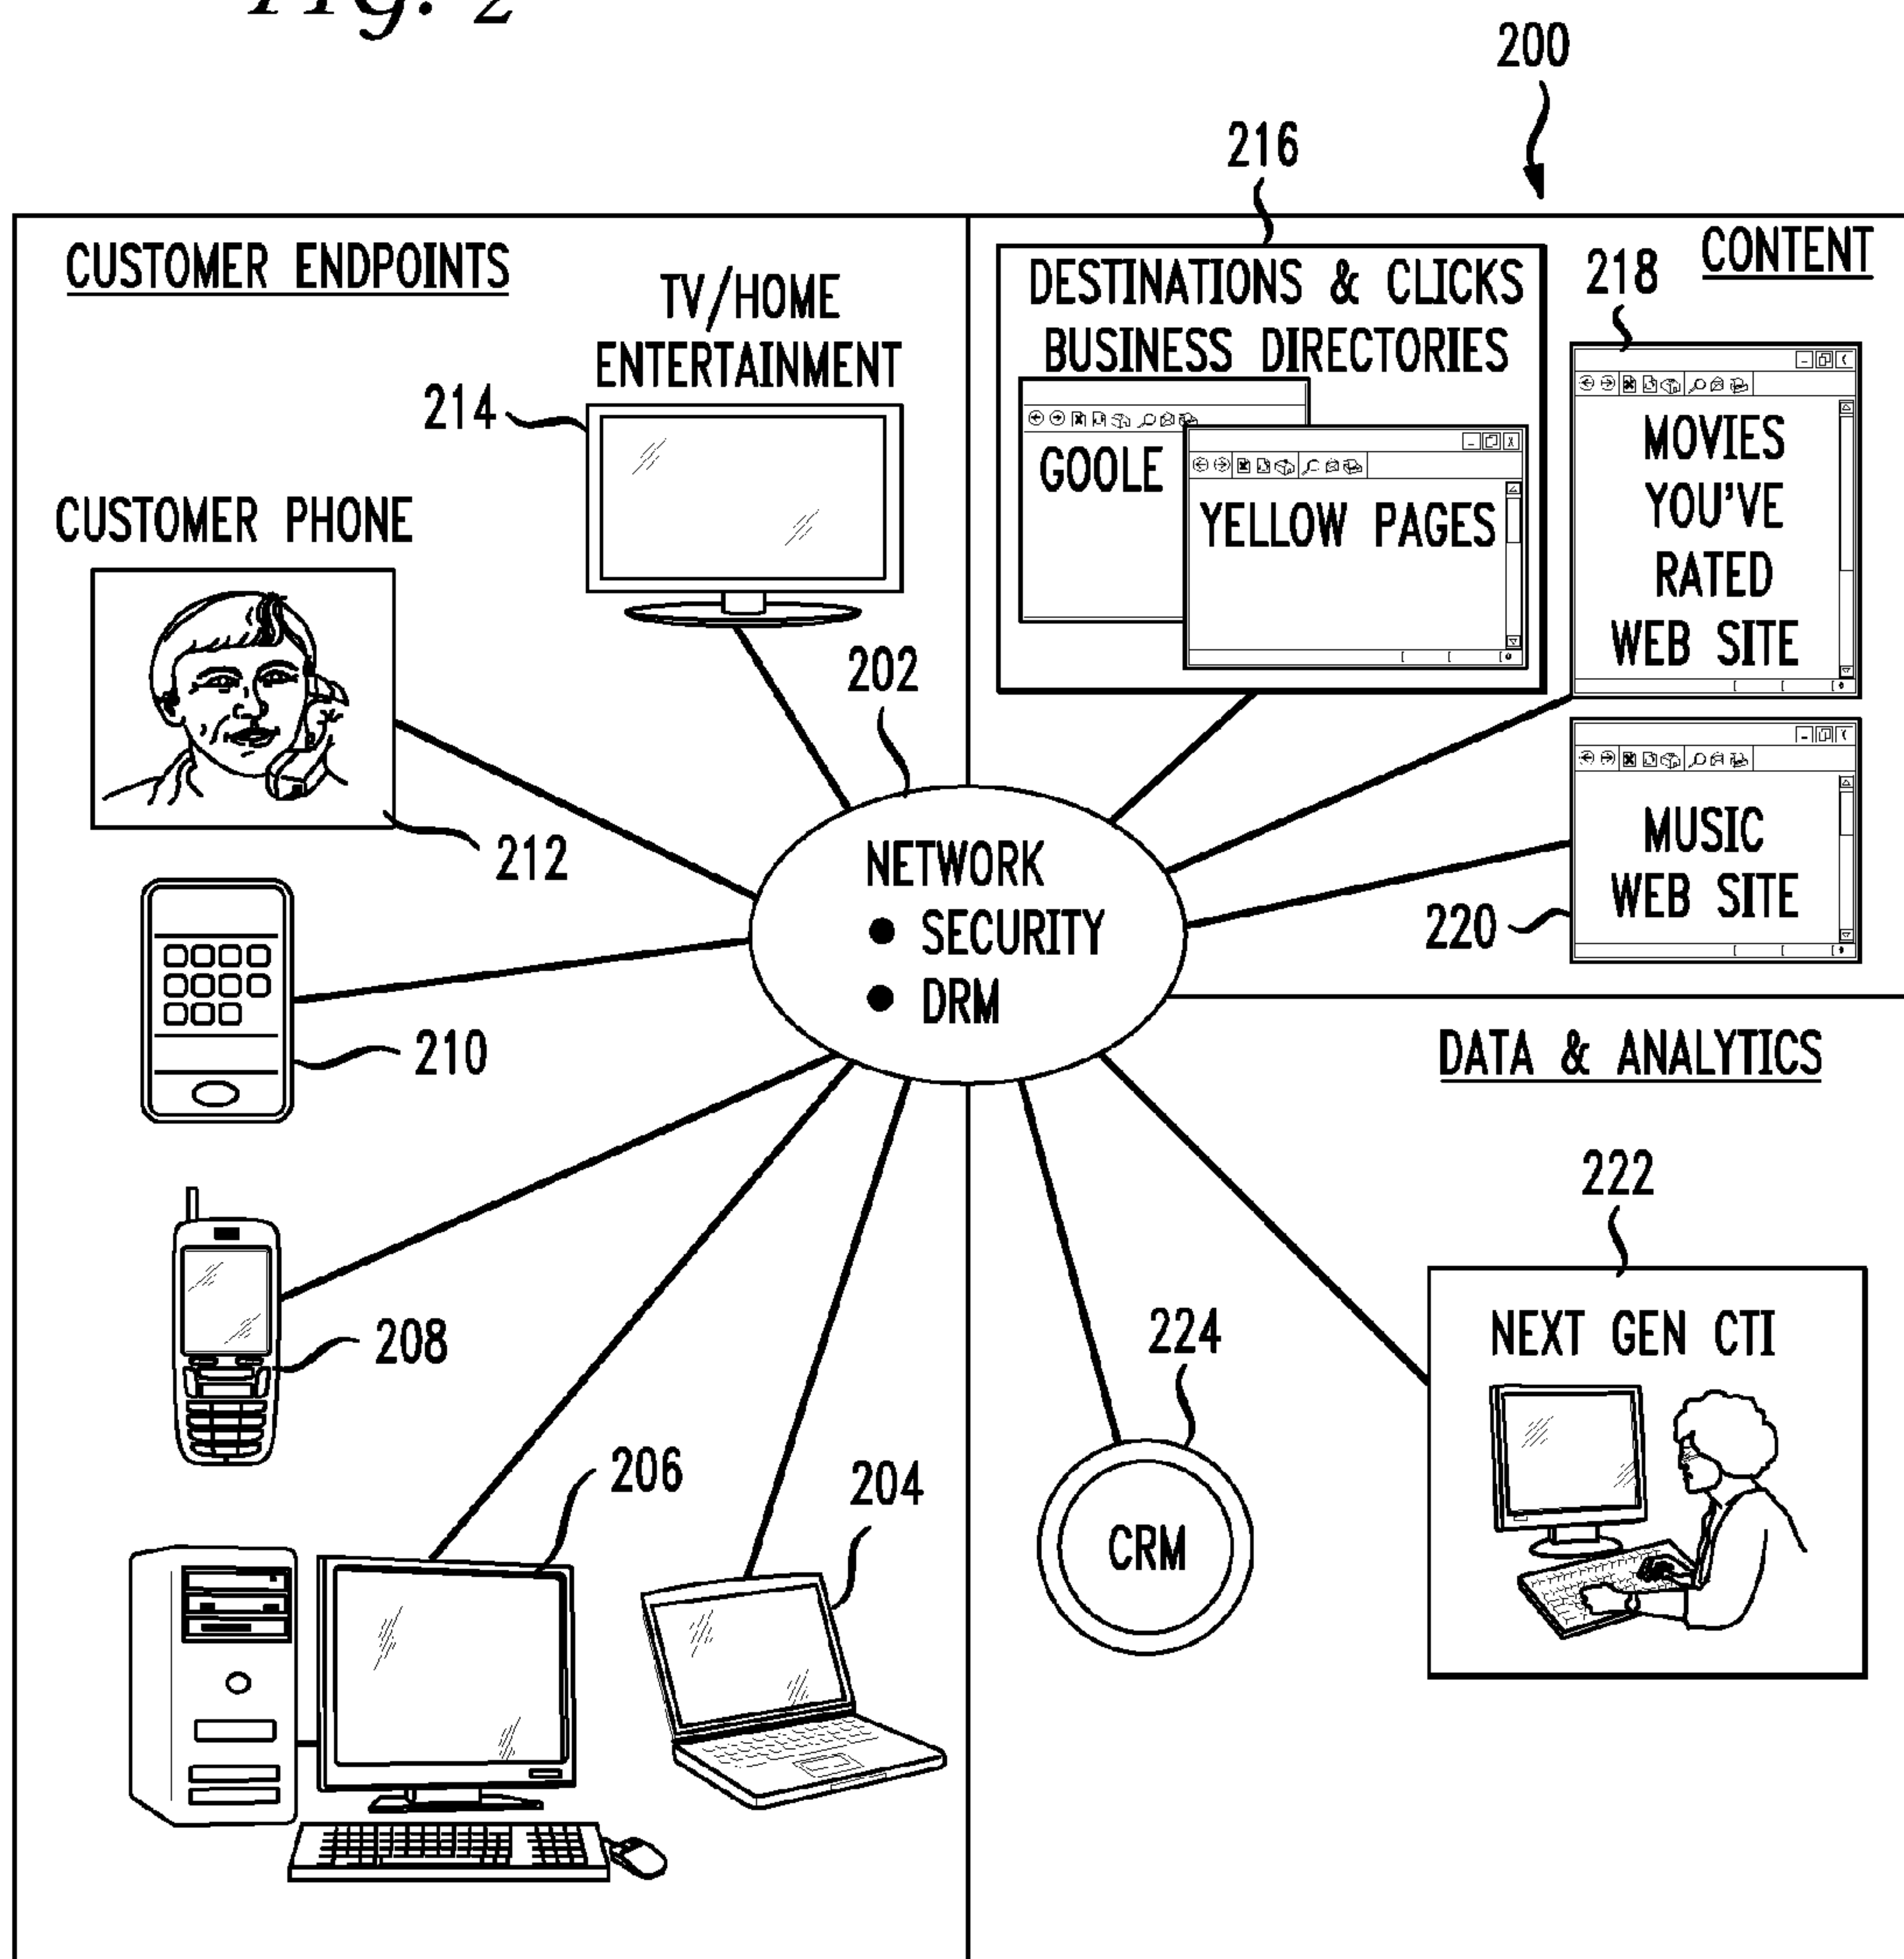 FIG. 2
200
216
CUSTOMER ENDPOINTS
TV/HOME
ENTERTAINMENT
214
CUSTOMER PHONE
212
210
208
206
204
202
NETWORK
● SECURITY
● DRM
DESTINATIONS & CLICKS
BUSINESS DIRECTORIES
GOOLE
YELLOW PAGES
218
CONTENT
MOVIES
YOU'VE
RATED
WEB SITE
MUSIC
WEB SITE
220
DATA & ANALYTICS
222
NEXT GEN CTI
224
CRM